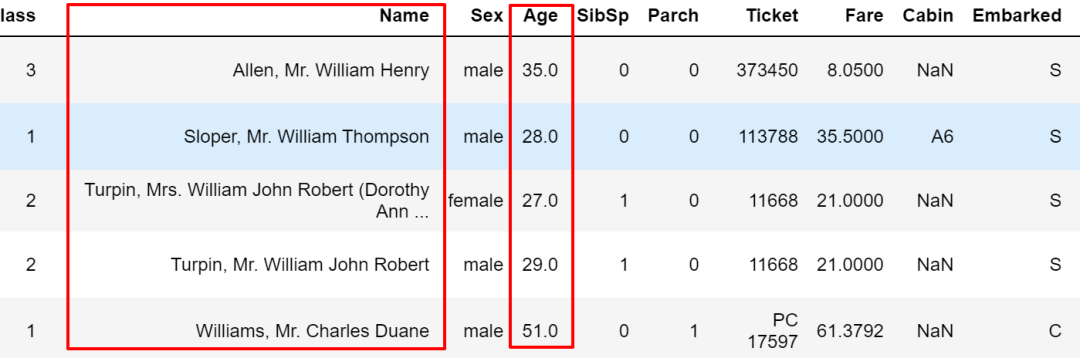 lass Name Sex Age SibSp Parch Ticket Fare Cabin Embarked
3 Allen, Mr. William Henry male 35.0 0 0 373450 8.0500 NaN S
1 Sloper, Mr. William Thompson male 28.0 0 0 113788 35.5000 A6 S
2 Turpin, Mrs. William John Robert (Dorothy
Ann ... female 27.0 1 0 11668 21.0000 NaN S
2 Turpin, Mr. William John Robert male 29.0 1 0 11668 21.0000 NaN S
1 Williams, Mr. Charles Duane male 51.0 0 1 PC
17597 61.3792 NaN C